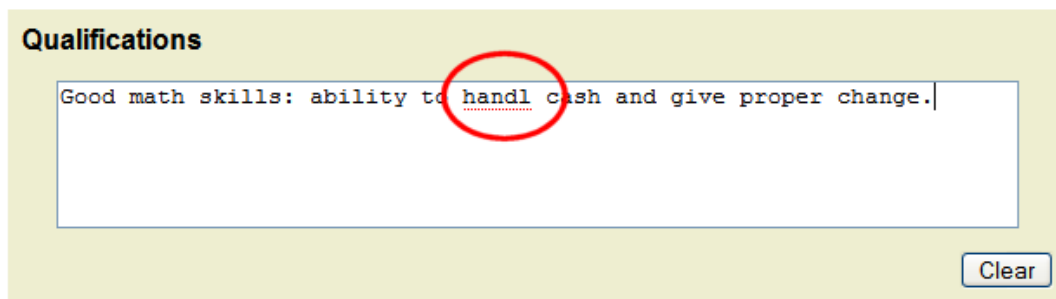 Qualifications
Good math skills: ability to handl cash and give proper change.
Clear